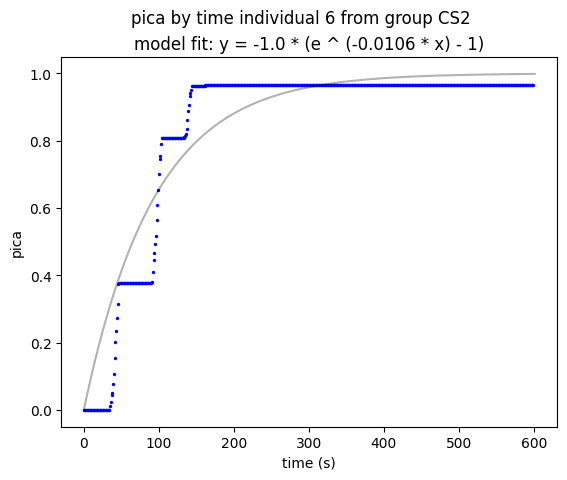 pica by time individual 6 from group CS2
model fit: y = -1.0 * (e ^ (-0.0106 * x) - 1)
1.0
0.8
0.6
0.4
0.2
0.0
pica
0 100 200 300 400 500 600
time (s)